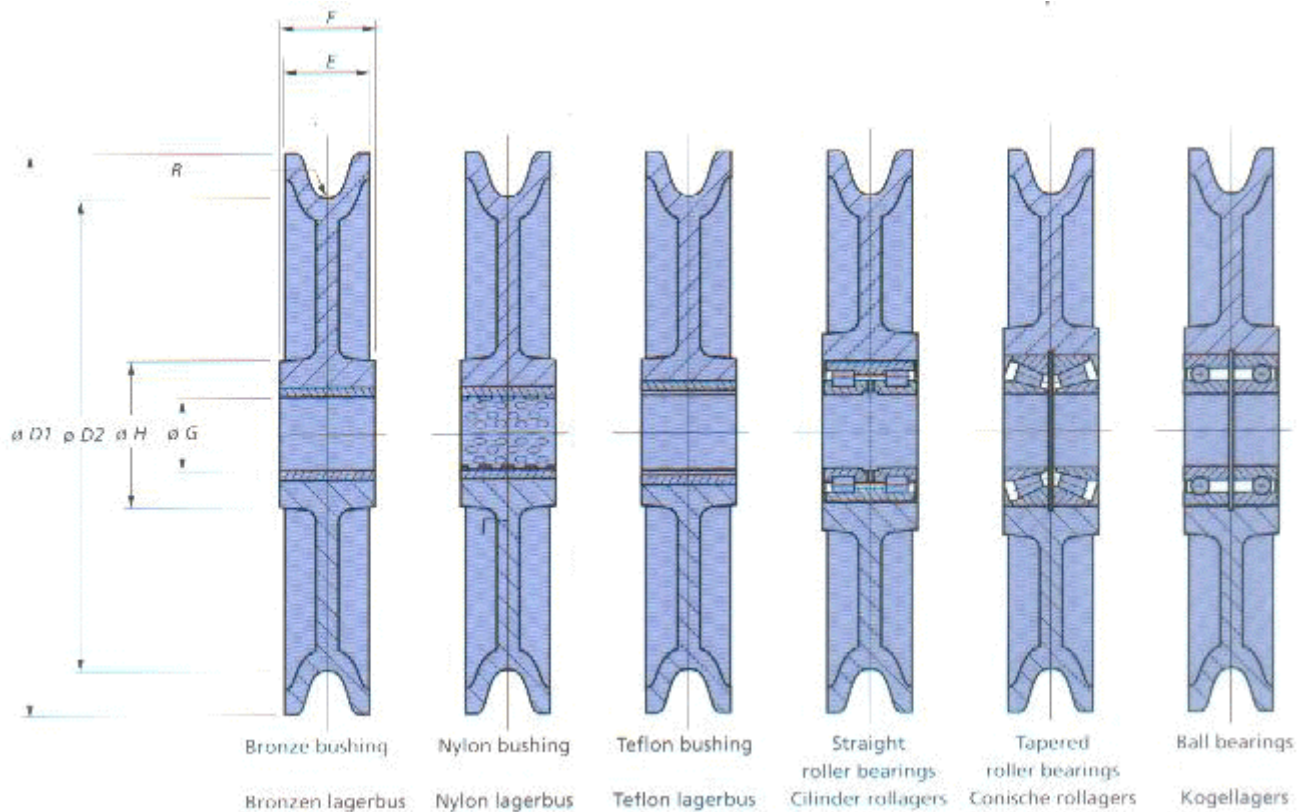 F
E
R
ø D1 ø D2 ø H ø G
Bronze bushing
Bronzen lagerbus
Nylon bushing
Nylon lagerbus
Teflon bushing
Teflon lagerbus
Straight
roller bearings
Cilinder rollagers
Tapered
roller bearings
Conische rollagers
Ball bearings
Kogellagers